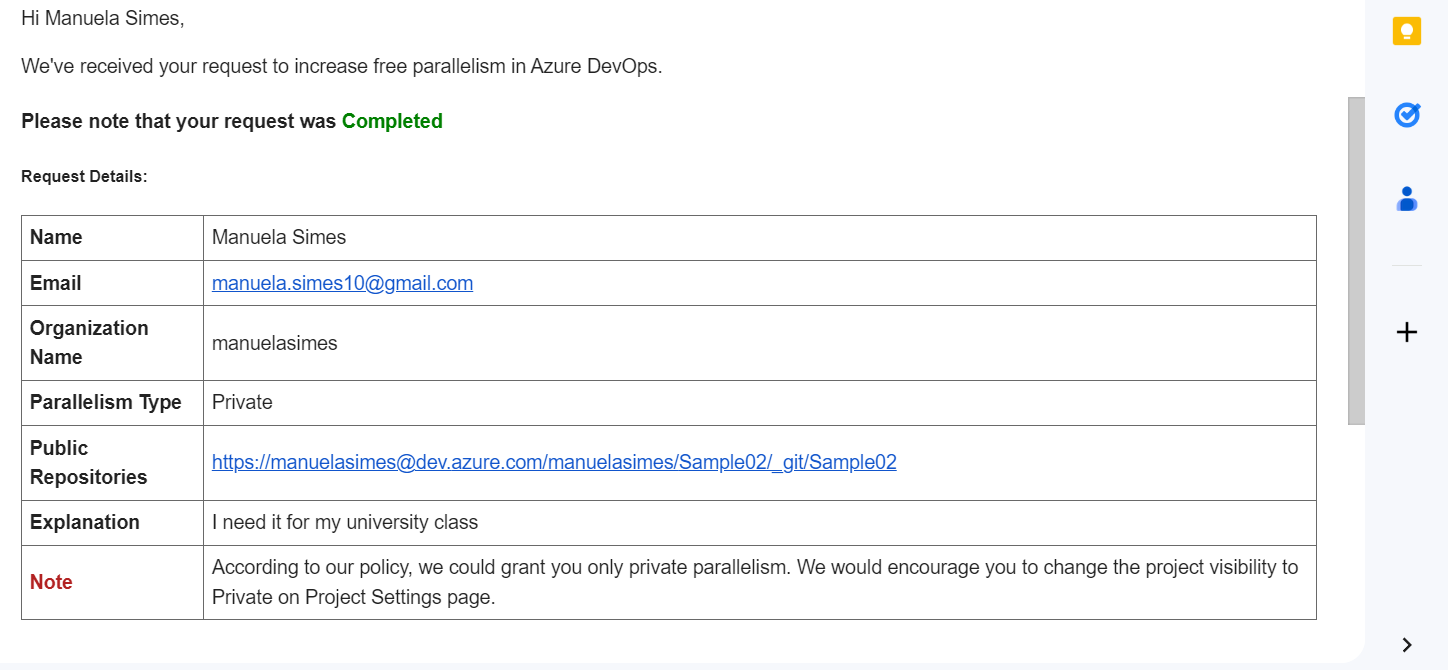 Hi Manuela Simes,
We've received your request to increase free parallelism in Azure DevOps.
Please note that your request was Completed
Request Details:
Name Manuela Simes
Email manuela.simes10@gmail.com
Organization
Name
manuelasimes
Parallelism Type Private
Public
Repositories
https://manuelasimes@dev.azure.com/manuelasimes/Sample02/_git/Sample02
Explanation I need it for my university class
Note
According to our policy, we could grant you only private parallelism. We would encourage you to change the project visibility to
Private on Project Settings page.